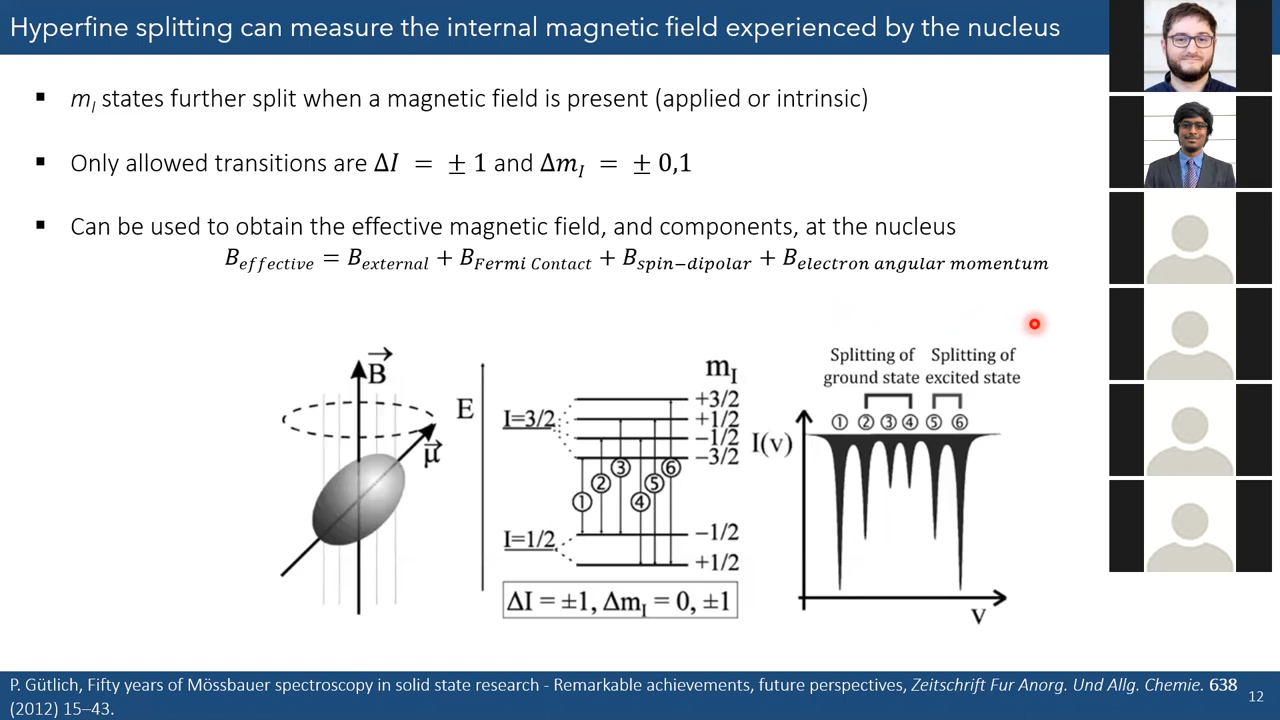 Hyperfine splitting can measure the internal magnetic field experienced by the nucleus
▪ m_I states further split when a magnetic field is present (applied or intrinsic)
▪ Only allowed transitions are ΔI = ± 1 and Δm_I = ± 0,1
▪ Can be used to obtain the effective magnetic field, and components, at the nucleus
B_effective = B_external + B_Fermi Contact + B_spin−dipolar + B_electron angular momentum
B
μ
E
m_I
I=3/2
+3/2
+1/2
−1/2
−3/2
① ② ③ ④ ⑤ ⑥
I=1/2
−1/2
+1/2
ΔI = ±1, Δm_I = 0, ±1
Splitting of ground state
Splitting of excited state
① ② ③ ④ ⑤ ⑥
I(v)
v
P. Gütlich, Fifty years of Mössbauer spectroscopy in solid state research - Remarkable achievements, future perspectives, Zeitschrift Fur Anorg. Und Allg. Chemie. 638
(2012) 15–43.
12